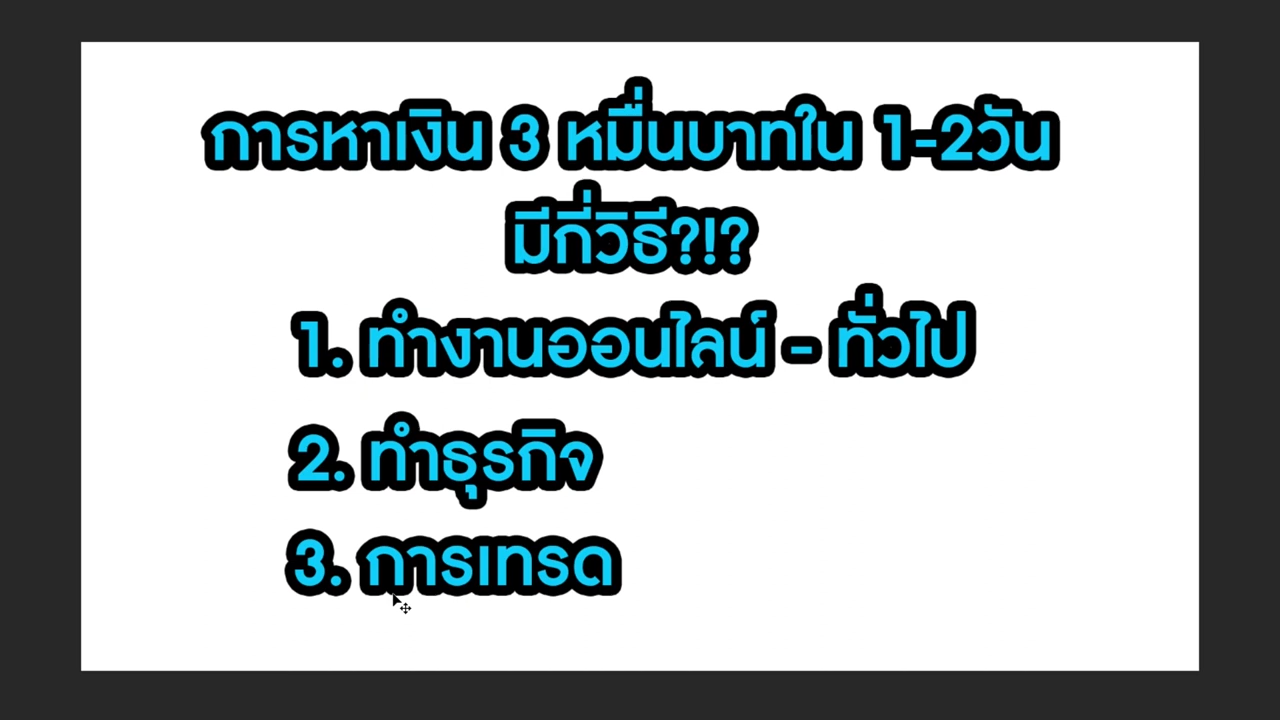 การหาเงิน 3 หมื่นบาทใน 1-2วัน
มีกี่วิธี?!?
1. ทำงานออนไลน์ - ทั่วไป
2. ทำธุรกิจ
3. การเทรด